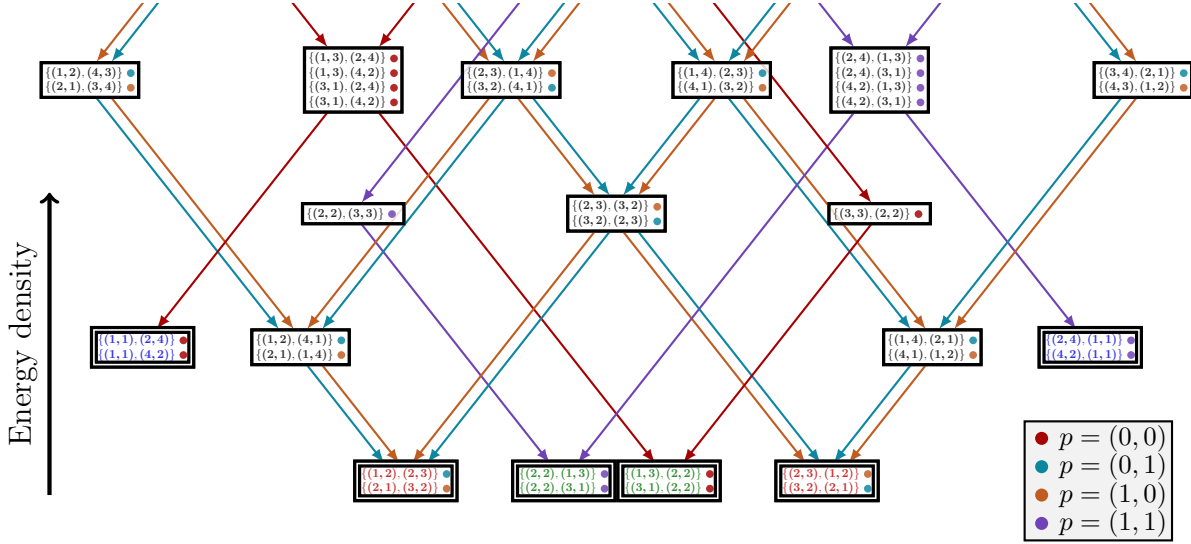 {(1, 2), (4, 3)}
{(2, 1), (3, 4)}
{(1, 3), (2, 4)}
{(1, 3), (4, 2)}
{(3, 1), (2, 4)}
{(3, 1), (4, 2)}
{(2, 3), (1, 4)}
{(3, 2), (4, 1)}
{(1, 4), (2, 3)}
{(4, 1), (3, 2)}
{(2, 4), (1, 3)}
{(2, 4), (3, 1)}
{(4, 2), (1, 3)}
{(4, 2), (3, 1)}
{(3, 4), (2, 1)}
{(4, 3), (1, 2)}
{(2, 2), (3, 3)}
{(2, 3), (3, 2)}
{(3, 2), (2, 3)}
{(3, 3), (2, 2)}
Energy density
{(1, 1), (2, 4)}
{(1, 1), (4, 2)}
{(1, 2), (4, 1)}
{(2, 1), (1, 4)}
{(1, 4), (2, 1)}
{(4, 1), (1, 2)}
{(2, 4), (1, 1)}
{(4, 2), (1, 1)}
{(1, 2), (2, 3)}
{(2, 1), (3, 2)}
{(2, 2), (1, 3)}
{(2, 2), (3, 1)}
{(1, 3), (2, 2)}
{(3, 1), (2, 2)}
{(2, 3), (1, 2)}
{(3, 2), (2, 1)}
p = (0, 0)
p = (0, 1)
p = (1, 0)
p = (1, 1)